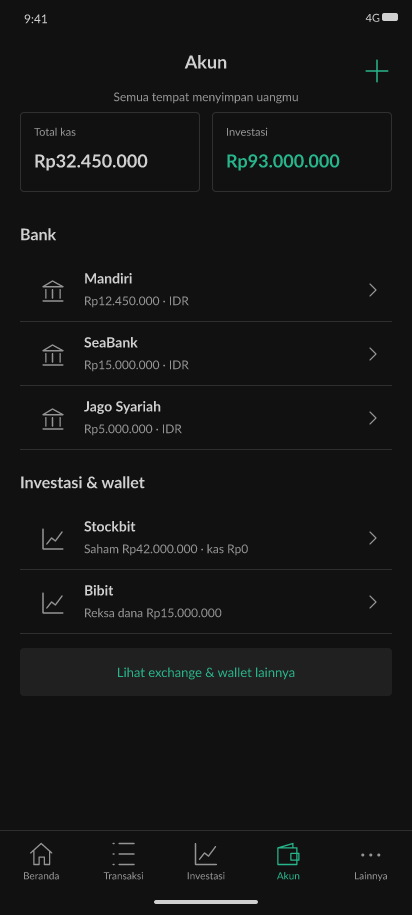 9:41
4G
Akun
Semua tempat menyimpan uangmu
Total kas
Rp32.450.000
Investasi
Rp93.000.000
Bank
Mandiri
Rp12.450.000 · IDR
SeaBank
Rp15.000.000 · IDR
Jago Syariah
Rp5.000.000 · IDR
Investasi & wallet
Stockbit
Saham Rp42.000.000 · kas Rp0
Bibit
Reksa dana Rp15.000.000
Lihat exchange & wallet lainnya
Beranda
Transaksi
Investasi
Akun
Lainnya